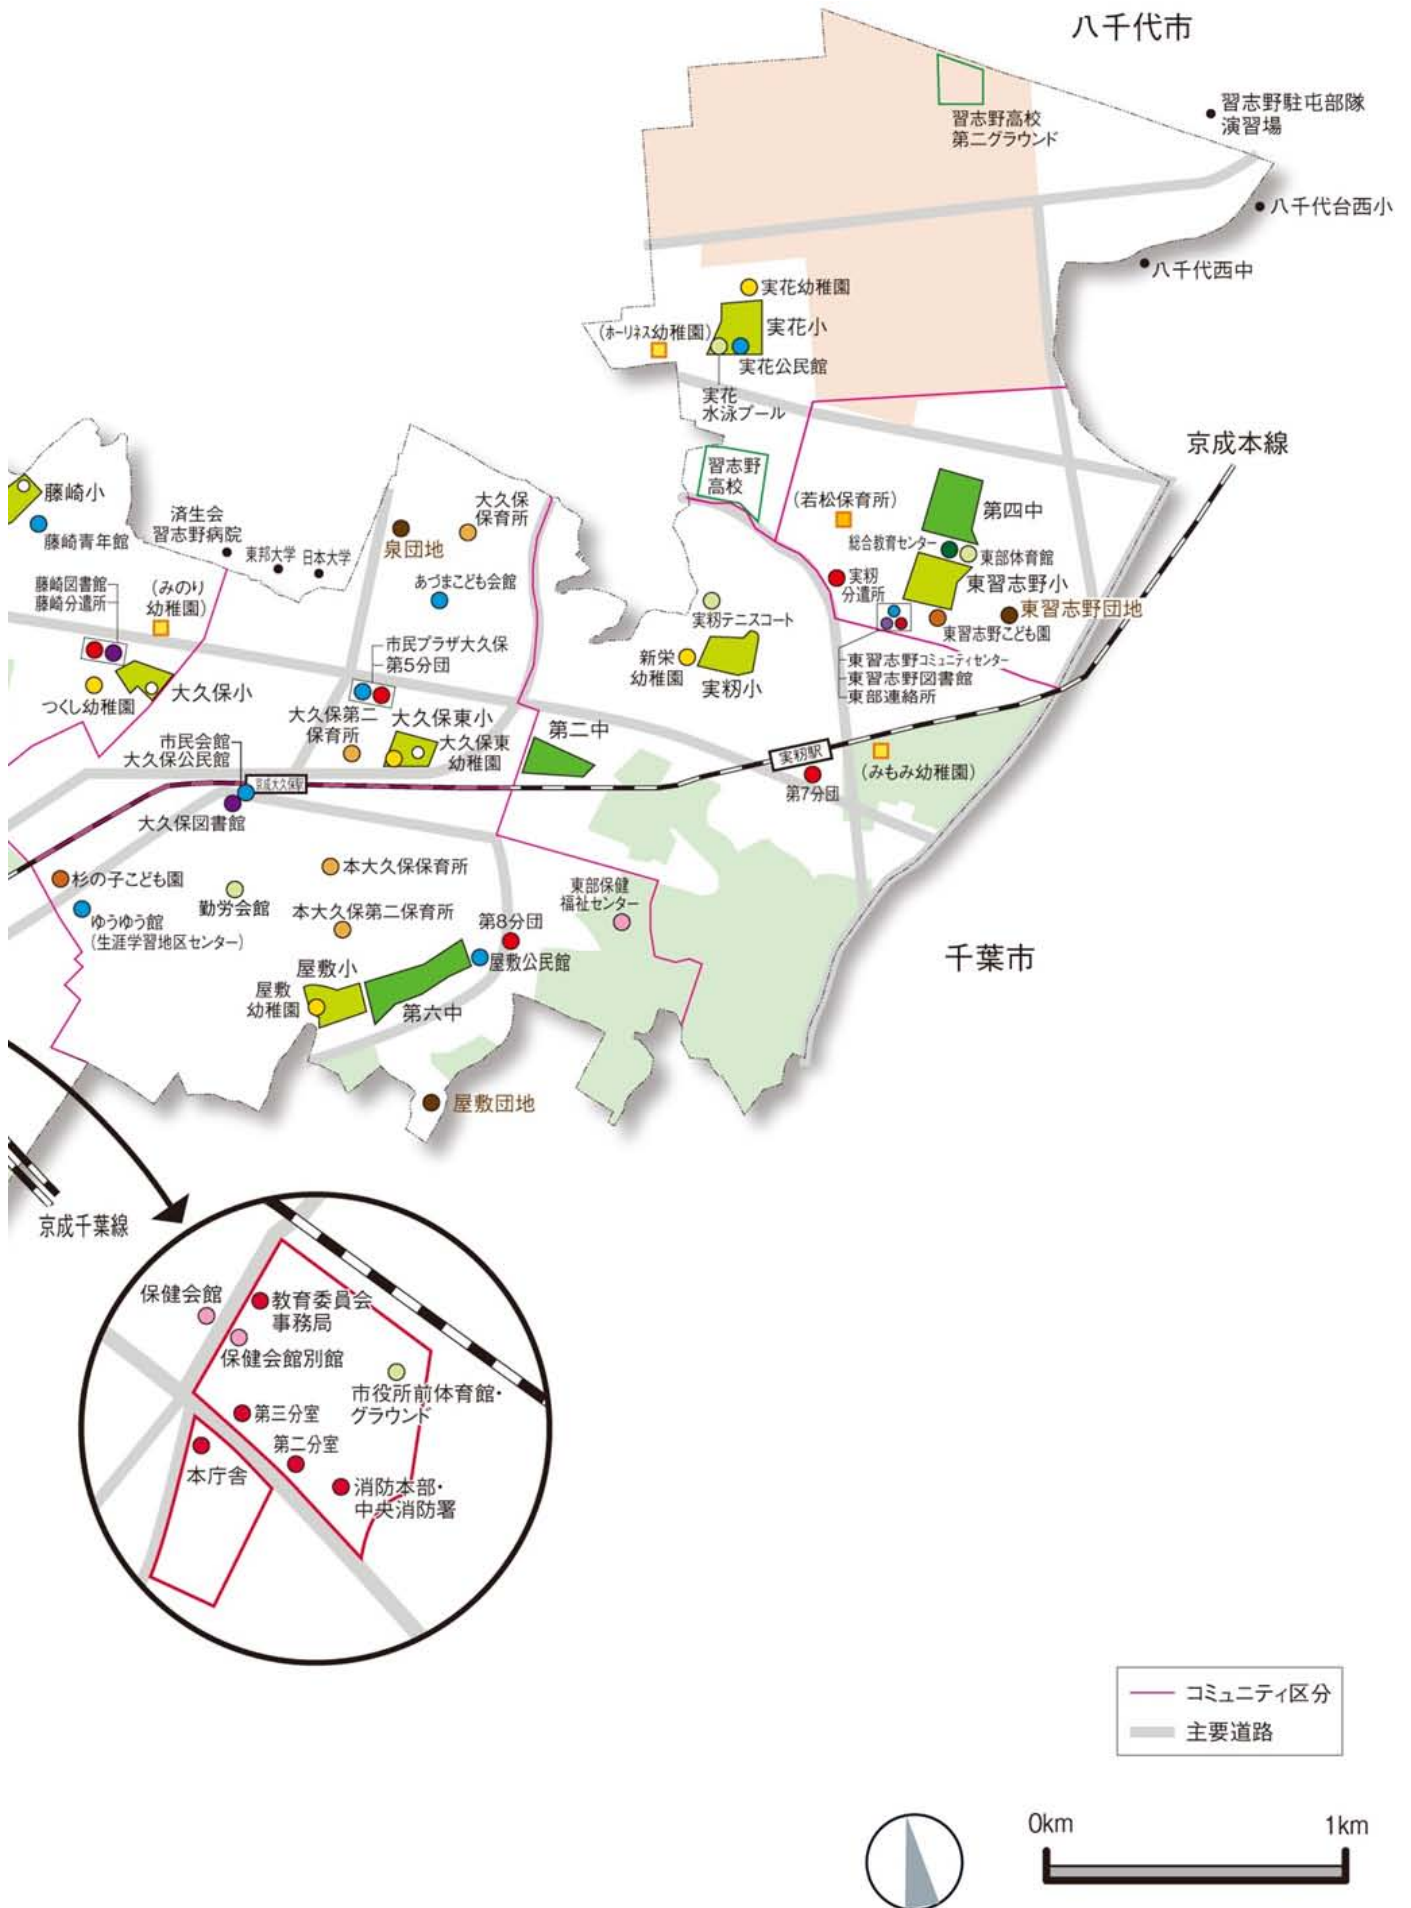 八千代市
習志野駐屯部隊
演習場
習志野高校
第二グラウンド
八千代台西小
八千代西中
実花幼稚園
(ホーリネス幼稚園)
実花小
実花公民館
実花
水泳プール
京成本線
習志野
高校
(若松保育所)
第四中
総合教育センター
東部体育館
実籾
分遣所
東習志野小
東習志野団地
東習志野こども園
東習志野コミュニティセンター
東習志野図書館
東部連絡所
藤崎小
藤崎青年館
済生会
習志野病院
東邦大学
日本大学
泉団地
大久保
保育所
あづまこども会館
藤崎図書館
藤崎分遣所
(みのり
幼稚園)
つくし幼稚園
大久保小
市民プラザ大久保
第5分団
大久保第二
保育所
大久保東小
大久保東
幼稚園
実籾テニスコート
新栄
幼稚園
実籾小
第二中
市民会館
大久保公民館
京成大久保駅
大久保図書館
実籾駅
第7分団
(みもみ幼稚園)
杉の子こども園
ゆうゆう館
(生涯学習地区センター)
勤労会館
本大久保保育所
本大久保第二保育所
第8分団
屋敷公民館
東部保健
福祉センター
屋敷小
屋敷
幼稚園
第六中
屋敷団地
千葉市
京成千葉線
保健会館
教育委員会
事務局
保健会館別館
市役所前体育館・
グラウンド
第三分室
第二分室
本庁舎
消防本部・
中央消防署
コミュニティ区分
主要道路
0km
1km